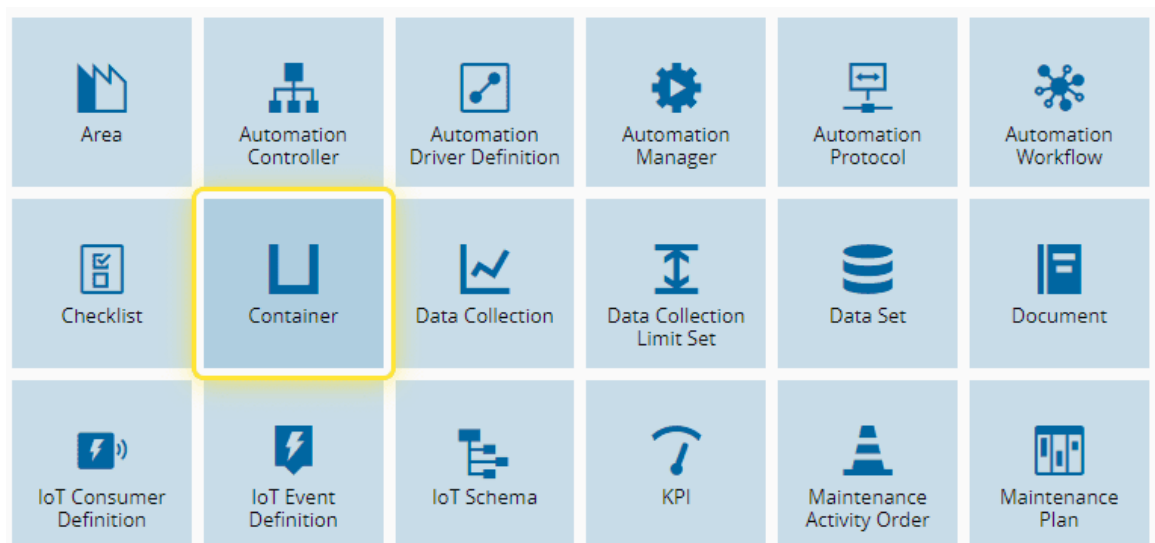 Area
Automation
Controller
Automation
Driver Definition
Automation
Manager
Automation
Protocol
Automation
Workflow
Checklist
Container
Data Collection
Data Collection
Limit Set
Data Set
Document
IoT Consumer
Definition
IoT Event
Definition
IoT Schema
KPI
Maintenance
Activity Order
Maintenance
Plan